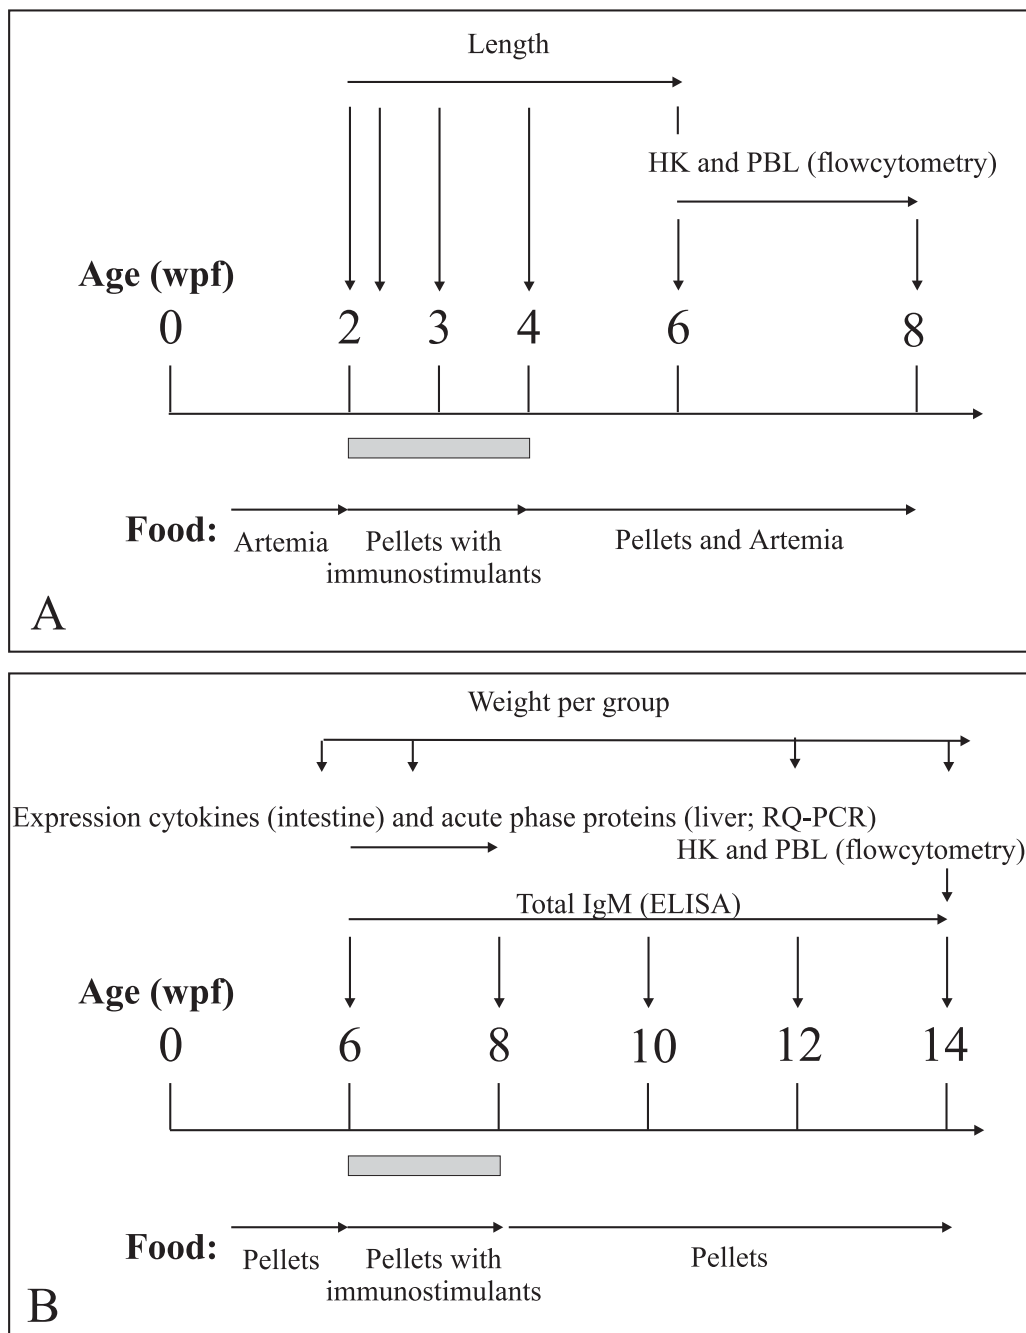 Length
HK and PBL (flowcytometry)
Age (wpf)
0 2 3 4 6 8
Food:
Artemia
Pellets with
immunostimulants
Pellets and Artemia
A
Weight per group
Expression cytokines (intestine) and acute phase proteins (liver; RQ-PCR)
HK and PBL (flowcytometry)
Total IgM (ELISA)
Age (wpf)
0 6 8 10 12 14
Food:
Pellets
Pellets with
immunostimulants
Pellets
B